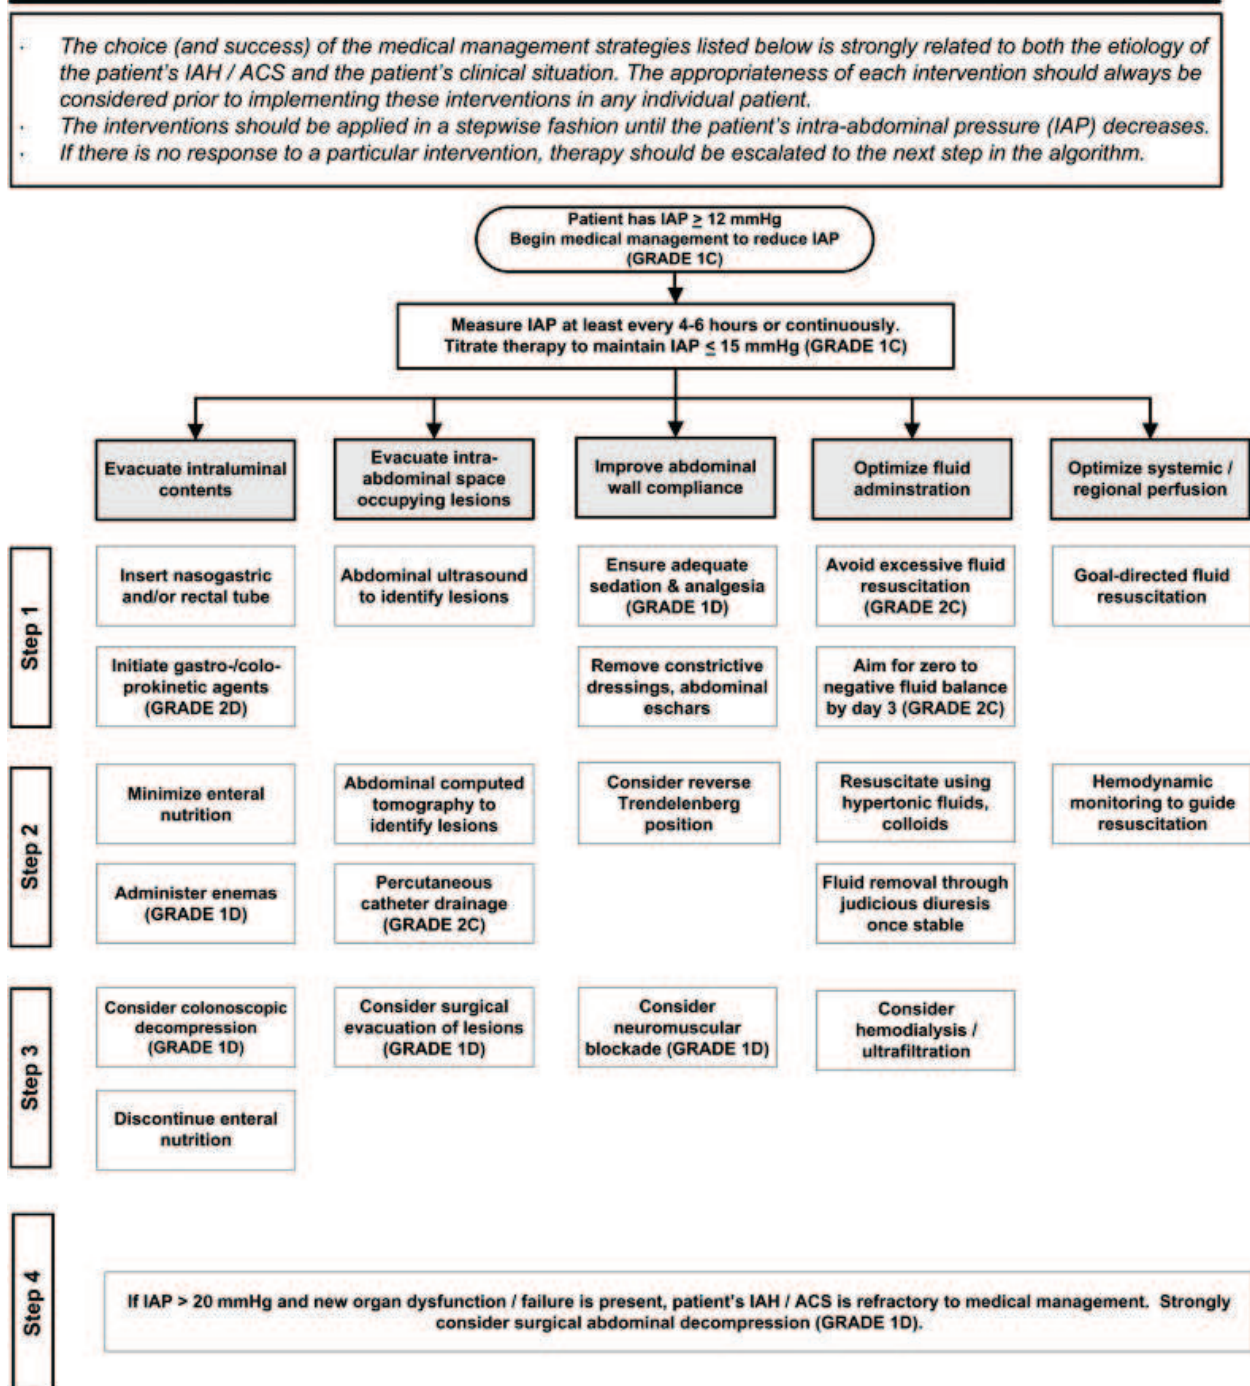 · The choice (and success) of the medical management strategies listed below is strongly related to both the etiology of
the patient's IAH / ACS and the patient's clinical situation. The appropriateness of each intervention should always be
considered prior to implementing these interventions in any individual patient.
· The interventions should be applied in a stepwise fashion until the patient's intra-abdominal pressure (IAP) decreases.
· If there is no response to a particular intervention, therapy should be escalated to the next step in the algorithm.
Patient has IAP ≥ 12 mmHg
Begin medical management to reduce IAP
(GRADE 1C)
Measure IAP at least every 4-6 hours or continuously.
Titrate therapy to maintain IAP ≤ 15 mmHg (GRADE 1C)
Evacuate intraluminal
contents
Evacuate intra-
abdominal space
occupying lesions
Improve abdominal
wall compliance
Optimize fluid
adminstration
Optimize systemic /
regional perfusion
Step 1
Insert nasogastric
and/or rectal tube
Abdominal ultrasound
to identify lesions
Ensure adequate
sedation & analgesia
(GRADE 1D)
Avoid excessive fluid
resuscitation
(GRADE 2C)
Goal-directed fluid
resuscitation
Initiate gastro-/colo-
prokinetic agents
(GRADE 2D)
Remove constrictive
dressings, abdominal
eschars
Aim for zero to
negative fluid balance
by day 3 (GRADE 2C)
Step 2
Minimize enteral
nutrition
Abdominal computed
tomography to
identify lesions
Consider reverse
Trendelenberg
position
Resuscitate using
hypertonic fluids,
colloids
Hemodynamic
monitoring to guide
resuscitation
Administer enemas
(GRADE 1D)
Percutaneous
catheter drainage
(GRADE 2C)
Fluid removal through
judicious diuresis
once stable
Step 3
Consider colonoscopic
decompression
(GRADE 1D)
Consider surgical
evacuation of lesions
(GRADE 1D)
Consider
neuromuscular
blockade (GRADE 1D)
Consider
hemodialysis /
ultrafiltration
Discontinue enteral
nutrition
Step 4
If IAP > 20 mmHg and new organ dysfunction / failure is present, patient's IAH / ACS is refractory to medical management. Strongly
consider surgical abdominal decompression (GRADE 1D).